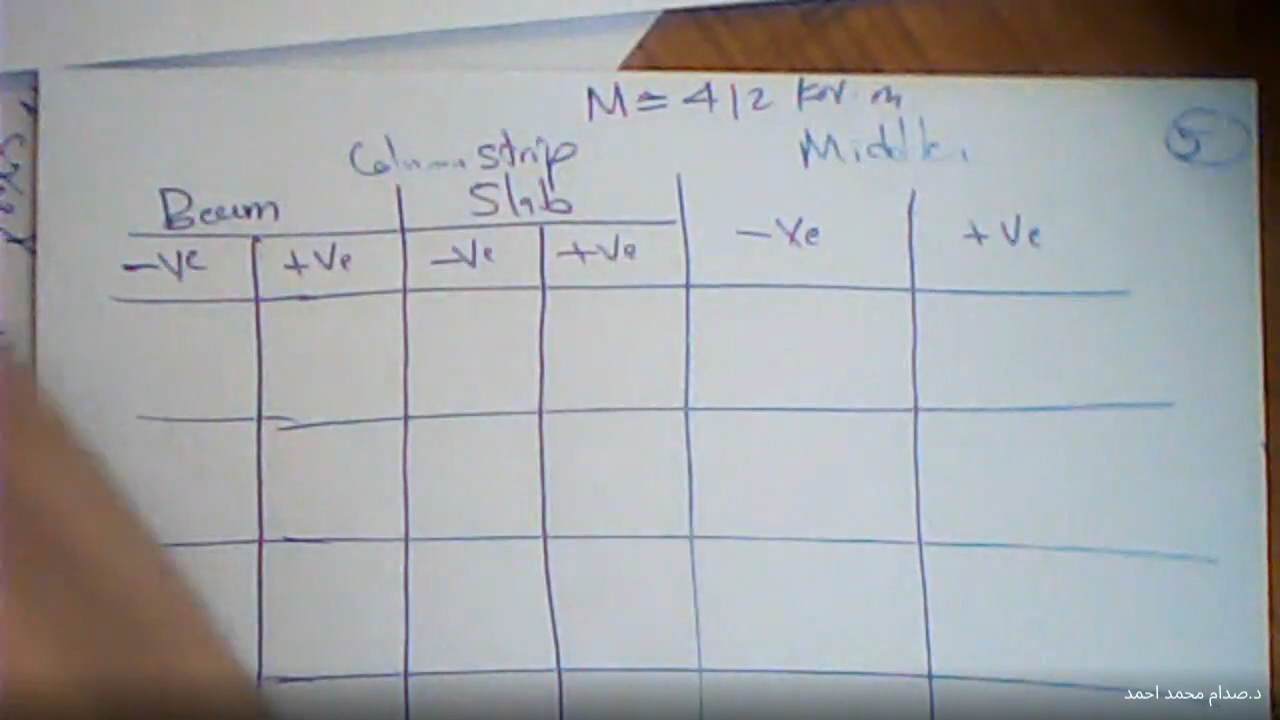 M = 412 kN.m
5
Column strip Middle.
Beam Slab
-Ve +Ve -Ve +Ve -Ve +Ve
د.صدام محمد احمد